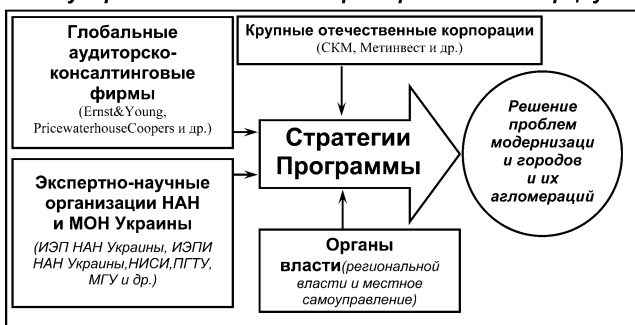 Глобальные
аудиторско-
консалтинговые
фирмы
(Ernst&Young,
PricewaterhouseCoopers и др.)
Крупные отечественные корпорации
(СКМ, Метинвест и др.)
Стратегии
Программы
Решение
проблем
модернизаци
и городов
и их
агломераций
Экспертно-научные
организации НАН
и МОН Украины
(ИЭП НАН Украины, ИЭПИ
НАН Украины,НИСИ,ПГТУ,
МГУ и др.)
Органы
власти(региональной
власти и местное
самоуправление)